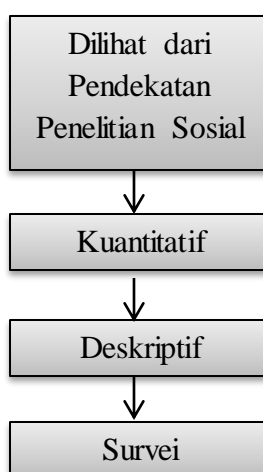 Dilihat dari
Pendekatan
Penelitian Sosial
Kuantitatif
Deskriptif
Survei